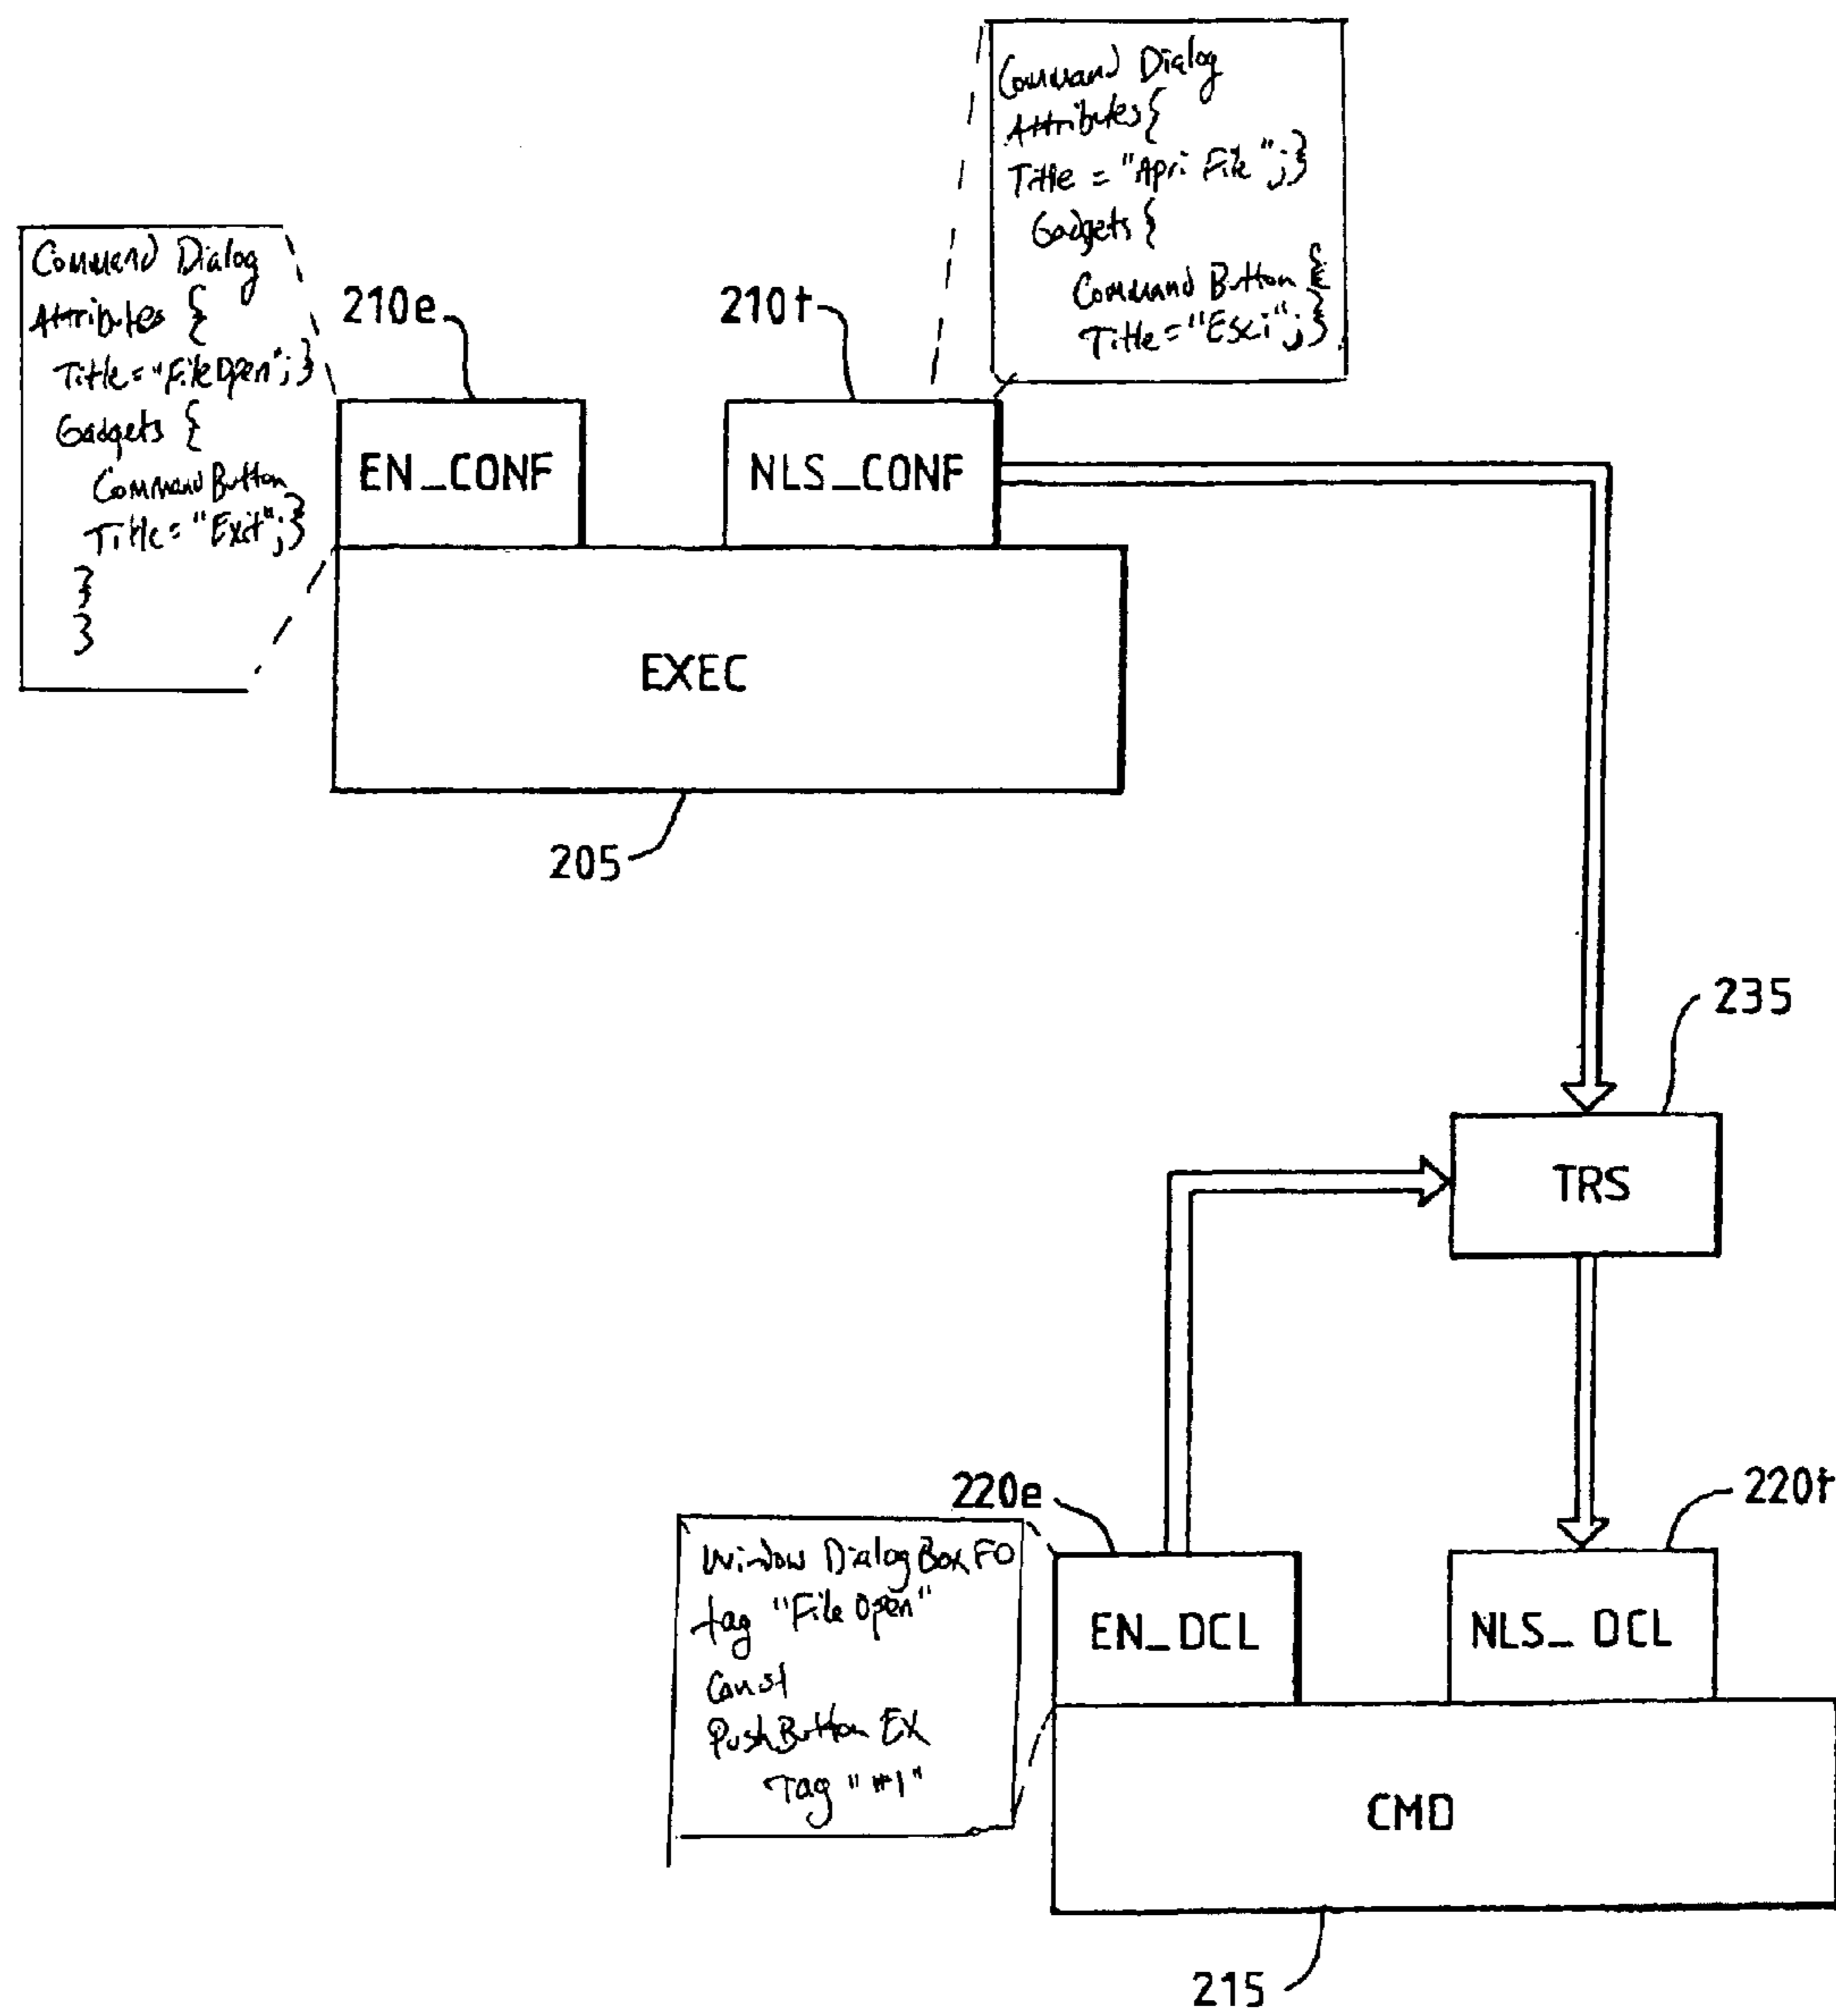 Command Dialog
Attributes{
Title = "Apri File";}
Gadgets {
Command Button {
Title="Esci";}
Command Dialog
Attributes {
Title="File Open";}
Gadgets {
Command Button
Title="Exit";}
}
}
210e
210t
EN_CONF
NLS_CONF
EXEC
205
235
TRS
220e
220t
Window Dialog Box FO
tag "File Open"
PushButton EX
Tag "#1"
EN_DCL
NLS_DCL
CMD
215